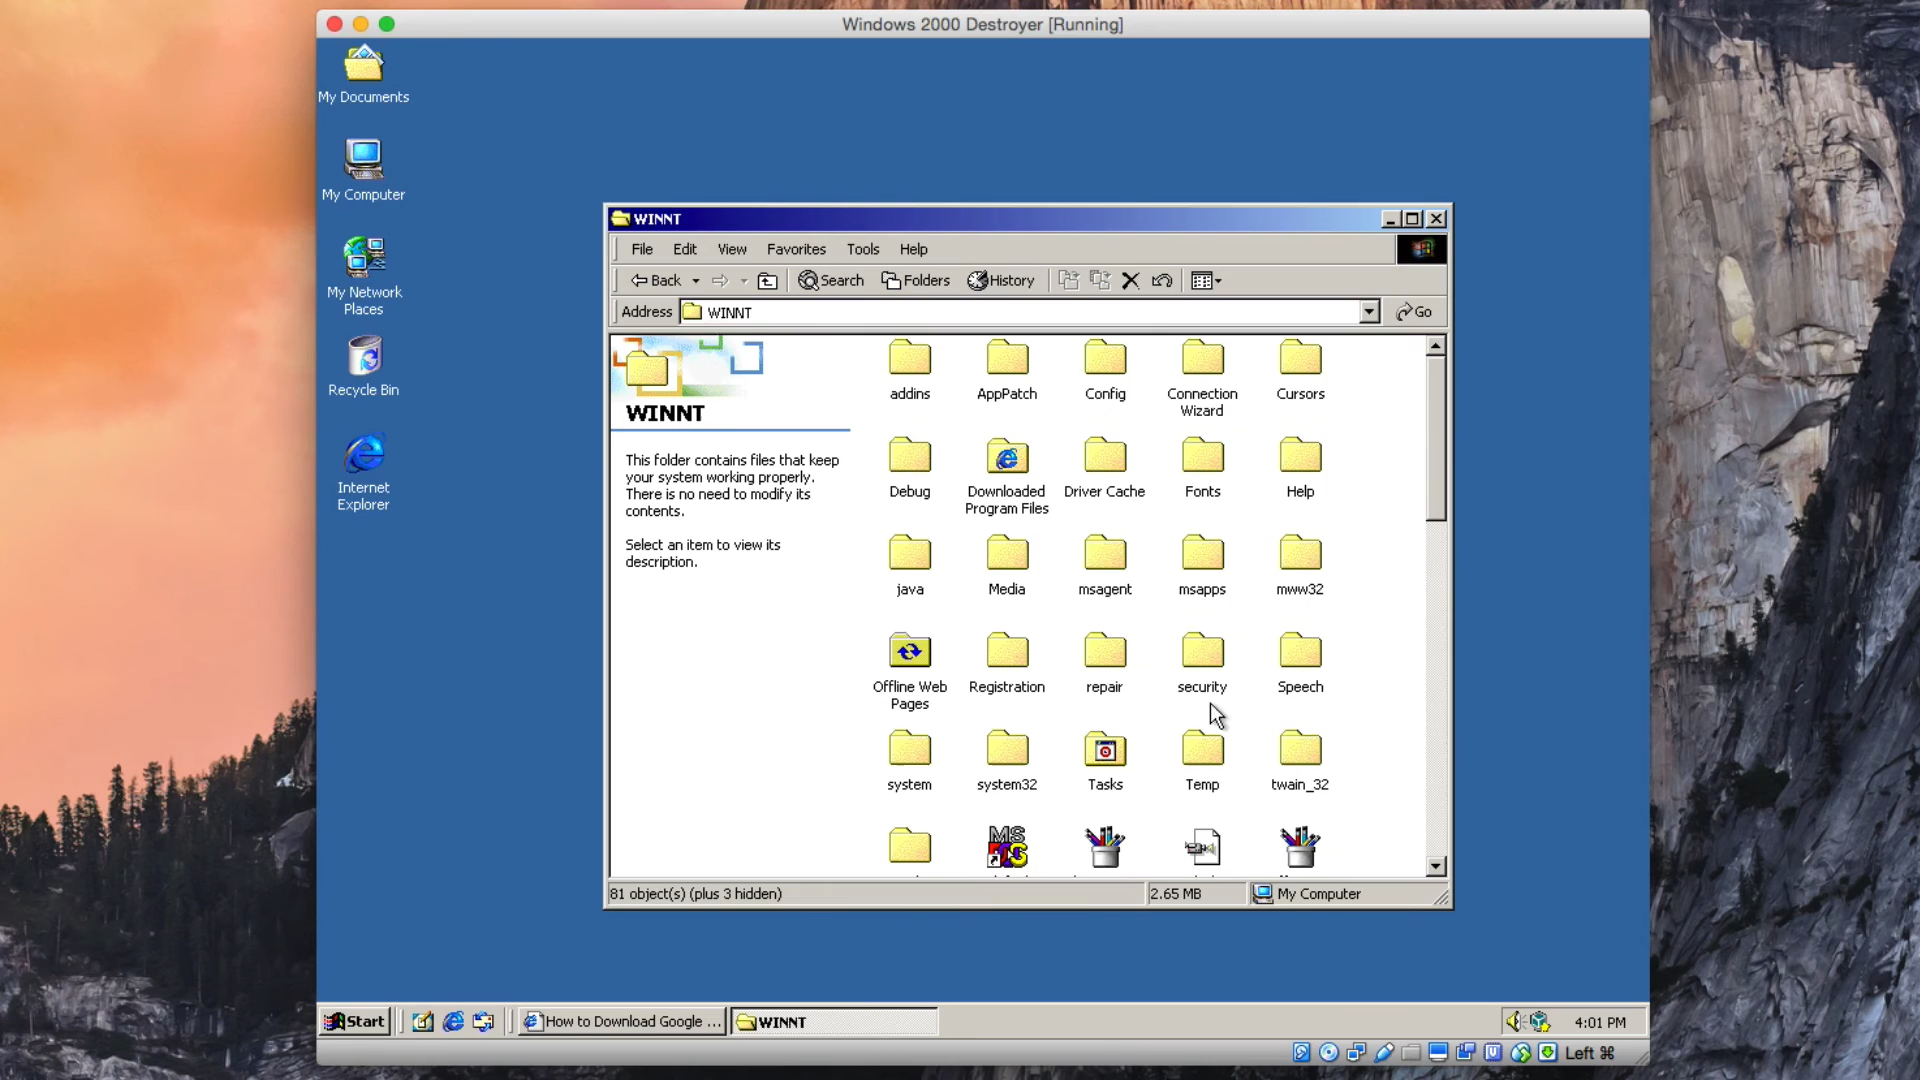 Windows 2000 Destroyer [Running]
My Documents
My Computer
My Network
Places
Recycle Bin
Internet
Explorer
WINNT
File Edit View Favorites Tools Help
Back Search Folders History
Address WINNT Go
WINNT
This folder contains files that keep
your system working properly.
There is no need to modify its
contents.
Select an item to view its
description.
addins AppPatch Config Connection Cursors
Wizard
Debug Downloaded Driver Cache Fonts Help
Program Files
java Media msagent msapps mww32
Offline Web Registration repair security Speech
Pages
system system32 Tasks Temp twain_32
81 object(s) (plus 3 hidden) 2.65 MB My Computer
Start How to Download Google ... WINNT 4:01 PM
Left ⌘